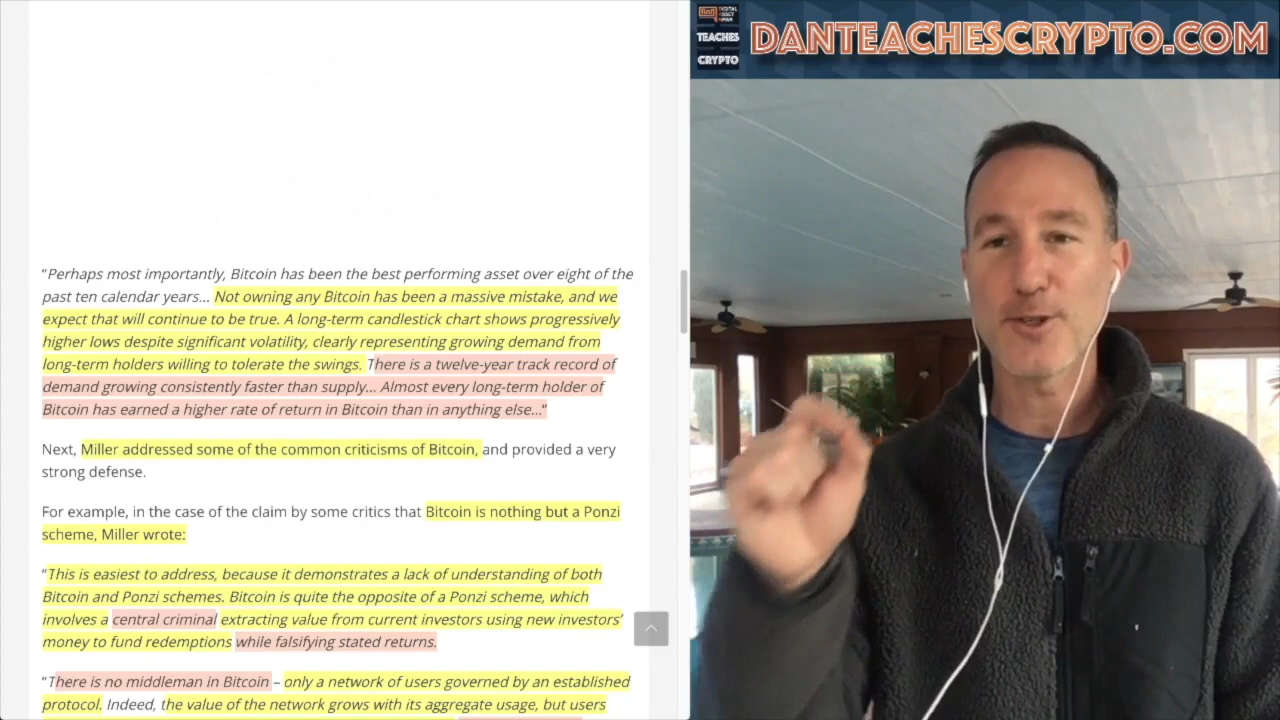 "Perhaps most importantly, Bitcoin has been the best performing asset over eight of the
past ten calendar years... Not owning any Bitcoin has been a massive mistake, and we
expect that will continue to be true. A long-term candlestick chart shows progressively
higher lows despite significant volatility, clearly representing growing demand from
long-term holders willing to tolerate the swings. There is a twelve-year track record of
demand growing consistently faster than supply... Almost every long-term holder of
Bitcoin has earned a higher rate of return in Bitcoin than in anything else..."
Next, Miller addressed some of the common criticisms of Bitcoin, and provided a very
strong defense.
For example, in the case of the claim by some critics that Bitcoin is nothing but a Ponzi
scheme, Miller wrote:
"This is easiest to address, because it demonstrates a lack of understanding of both
Bitcoin and Ponzi schemes. Bitcoin is quite the opposite of a Ponzi scheme, which
involves a central criminal extracting value from current investors using new investors'
money to fund redemptions while falsifying stated returns.
"There is no middleman in Bitcoin – only a network of users governed by an established
protocol. Indeed, the value of the network grows with its aggregate usage, but users
DIGITAL
ASSET
NEWS
TEACHES
CRYPTO
DANTEACHESCRYPTO.COM